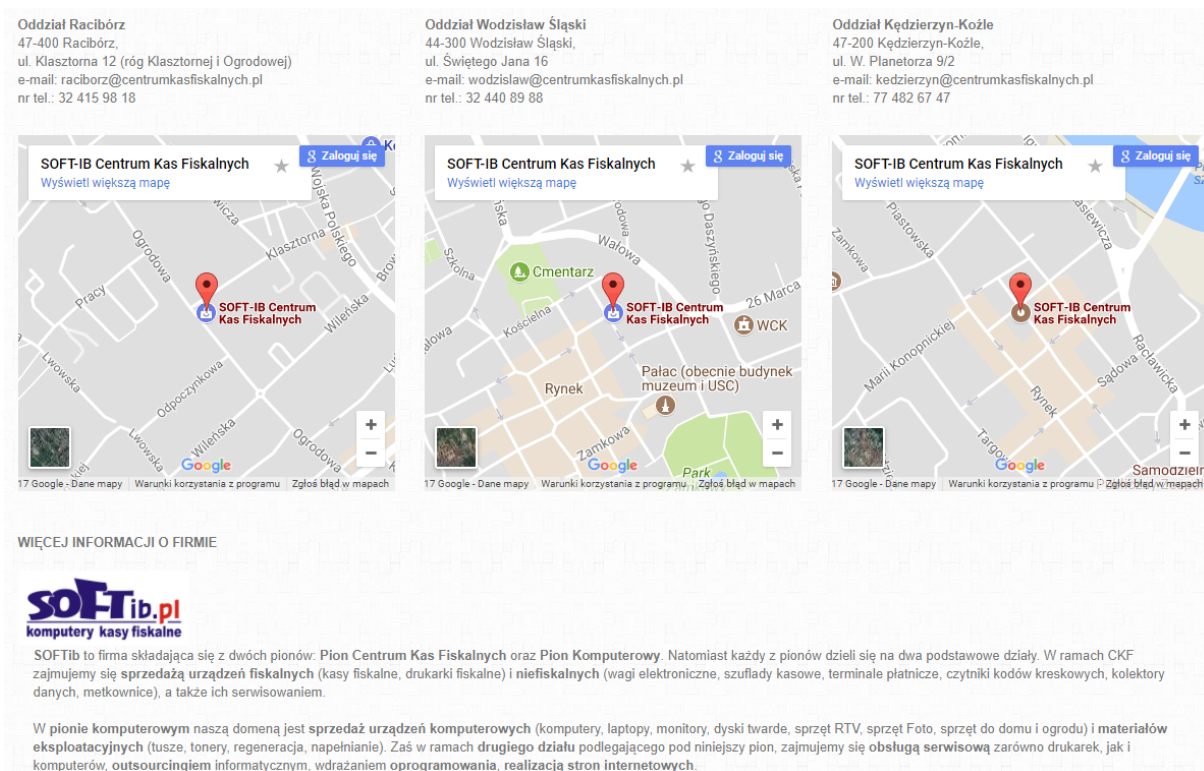 Oddział Racibórz
47-400 Racibórz,
ul. Klasztorna 12 (róg Klasztornej i Ogrodowej)
e-mail: raciborz@centrumkasfiskalnych.pl
nr tel.: 32 415 98 18
Oddział Wodzisław Śląski
44-300 Wodzisław Śląski,
ul. Świętego Jana 16
e-mail: wodzislaw@centrumkasfiskalnych.pl
nr tel.: 32 440 89 88
Oddział Kędzierzyn-Koźle
47-200 Kędzierzyn-Koźle,
ul. W. Planetorza 9/2
e-mail: kedzierzyn@centrumkasfiskalnych.pl
nr tel.: 77 482 67 47
SOFT-IB Centrum Kas Fiskalnych
Wyświetl większą mapę
Zaloguj się
Wojska Polskiego
Klasztorna
Ogrodowa
Pracy
SOFT-IB Centrum
Kas Fiskalnych
Wileńska
Lwowska
Odpoczynkowa
Lwowska
Wileńska
Ogrodowa
Google
17 Google - Dane mapy
Warunki korzystania z programu
Zgłoś błąd w mapach
SOFT-IB Centrum Kas Fiskalnych
Wyświetl większą mapę
Zaloguj się
Daszyńskiego
Wałowa
Szkolna
Cmentarz
26 Marca
SOFT-IB Centrum
Kas Fiskalnych
Kościelna
WCK
Pałac (obecnie budynek
muzeum i USC)
Rynek
Zamkowa
Google
Park
17 Google - Dane mapy
Warunki korzystania z programu
Zgłoś błąd w mapach
SOFT-IB Centrum Kas Fiskalnych
Wyświetl większą mapę
Zaloguj się
Piastowska
Zamkowa
SOFT-IB Centrum
Kas Fiskalnych
Marii Konopnickiej
Racławicka
Sądowa
Rynek
Google
17 Google - Dane mapy
Warunki korzystania z programu
Zgłoś błąd w mapach
WIĘCEJ INFORMACJI O FIRMIE
SOFTib.pl
komputery kasy fiskalne
SOFTib to firma składająca się z dwóch pionów: Pion Centrum Kas Fiskalnych oraz Pion Komputerowy. Natomiast każdy z pionów dzieli się na dwa podstawowe działy. W ramach CKF
zajmujemy się sprzedażą urządzeń fiskalnych (kasy fiskalne, drukarki fiskalne) i niefiskalnych (wagi elektroniczne, szuflady kasowe, terminale płatnicze, czytniki kodów kreskowych, kolektory
danych, metkownice), a także ich serwisowaniem.
W pionie komputerowym naszą domeną jest sprzedaż urządzeń komputerowych (komputery, laptopy, monitory, dyski twarde, sprzęt RTV, sprzęt Foto, sprzęt do domu i ogrodu) i materiałów
eksploatacyjnych (tusze, tonery, regeneracja, napełnianie). Zaś w ramach drugiego działu podlegającego pod niniejszy pion, zajmujemy się obsługą serwisową zarówno drukarek, jak i
komputerów, outsourcingiem informatycznym, wdrażaniem oprogramowania, realizacją stron internetowych.